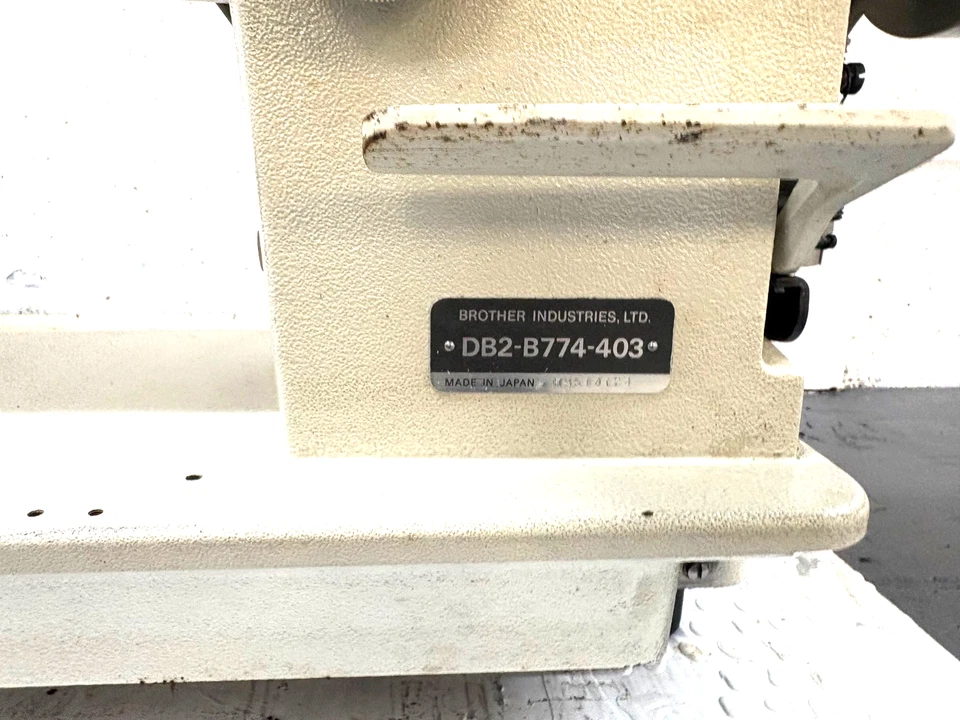 BROTHER INDUSTRIES, LTD.
DB2-B774-403
MADE IN JAPAN